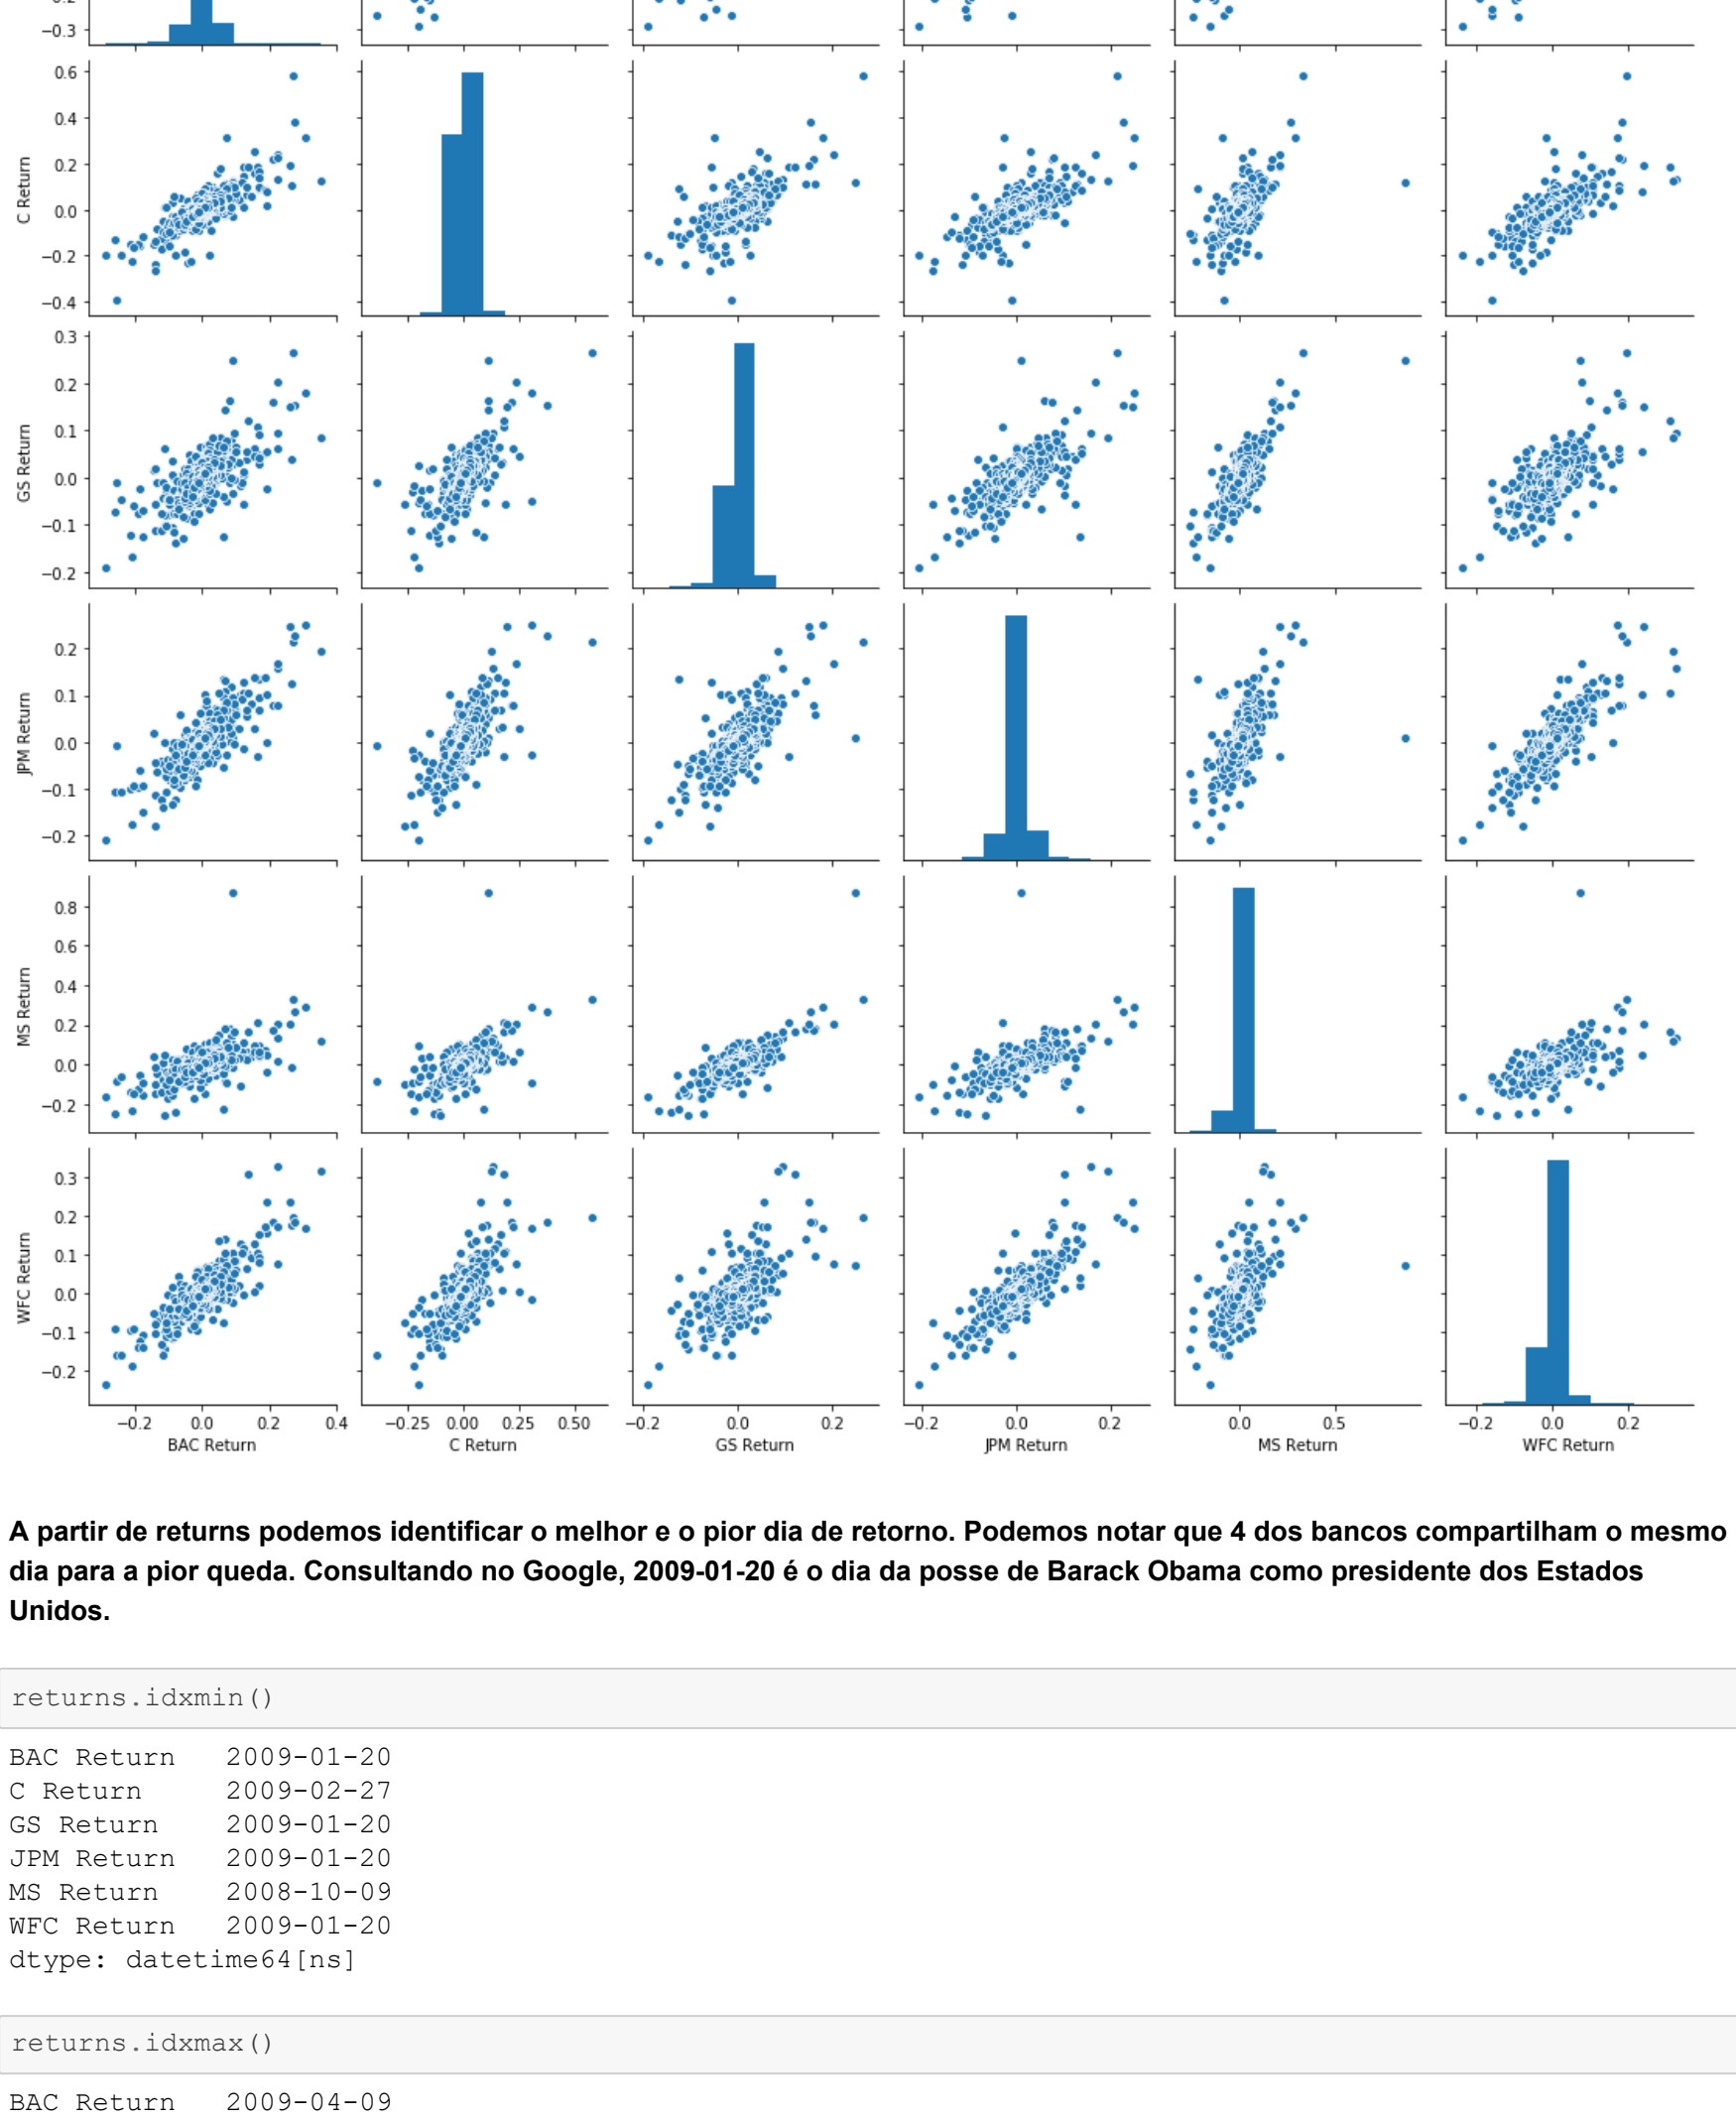 −0.2
−0.3
0.6
0.4
0.2
0.0
−0.2
−0.4
C Return
0.3
0.2
0.1
0.0
−0.1
−0.2
GS Return
0.2
0.1
0.0
−0.1
−0.2
JPM Return
0.8
0.6
0.4
0.2
0.0
−0.2
MS Return
0.3
0.2
0.1
0.0
−0.1
−0.2
WFC Return
−0.2 0.0 0.2 0.4 −0.25 0.00 0.25 0.50 −0.2 0.0 0.2 −0.2 0.0 0.2 0.0 0.5 −0.2 0.0 0.2
BAC Return C Return GS Return JPM Return MS Return WFC Return
A partir de returns podemos identificar o melhor e o pior dia de retorno. Podemos notar que 4 dos bancos compartilham o mesmo
dia para a pior queda. Consultando no Google, 2009-01-20 é o dia da posse de Barack Obama como presidente dos Estados
Unidos.
returns.idxmin()
BAC Return 2009-01-20
C Return 2009-02-27
GS Return 2009-01-20
JPM Return 2009-01-20
MS Return 2008-10-09
WFC Return 2009-01-20
dtype: datetime64[ns]
returns.idxmax()
BAC Return 2009-04-09